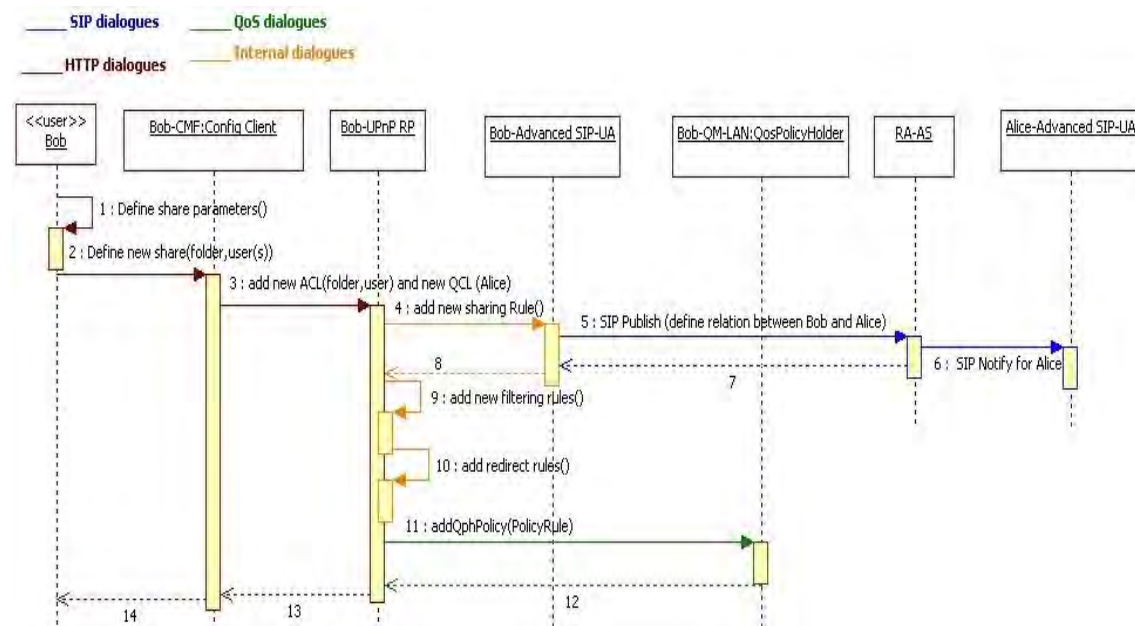 SIP dialogues
QoS dialogues
HTTP dialogues
Internal dialogues
<<user>>
Bob
Bob-CMF:Config Client
Bob-UPnP RP
Bob-Advanced SIP-UA
Bob-QM-LAN:QosPolicyHolder
RA-AS
Alice-Advanced SIP-UA
1 : Define share parameters()
2 : Define new share(folder,user(s))
3 : add new ACL(folder,user) and new QCL (Alice)
4 : add new sharing Rule()
5 : SIP Publish (define relation between Bob and Alice)
6 : SIP Notify for Alice
7
8
9 : add new filtering rules()
10 : add redirect rules()
11 : addQphPolicy(PolicyRule)
12
13
14